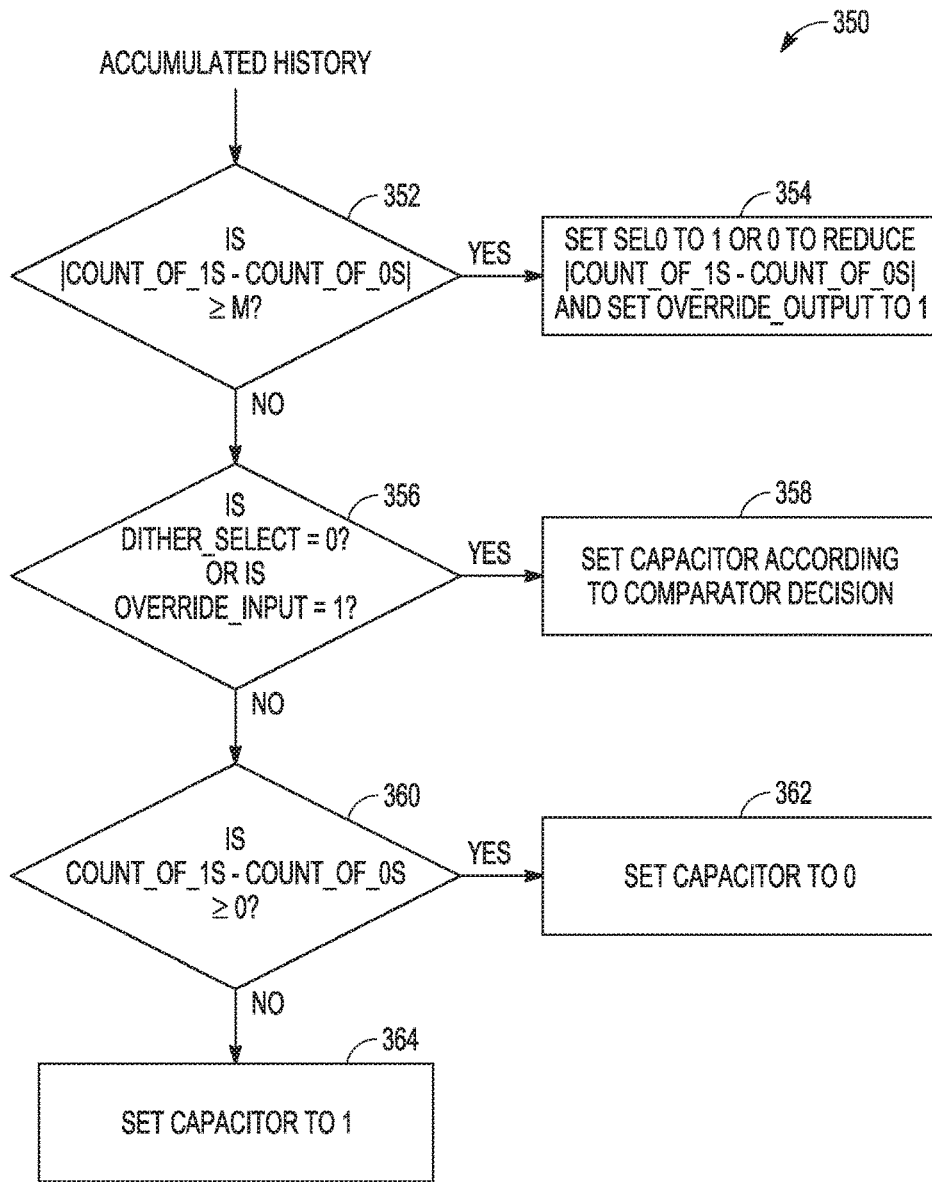 350
ACCUMULATED HISTORY
352
IS
|COUNT_OF_1S - COUNT_OF_0S|
≥ M?
YES
354
SET SEL0 TO 1 OR 0 TO REDUCE
|COUNT_OF_1S - COUNT_OF_0S|
AND SET OVERRIDE_OUTPUT TO 1
NO
356
IS
DITHER_SELECT = 0?
OR IS
OVERRIDE_INPUT = 1?
YES
358
SET CAPACITOR ACCORDING
TO COMPARATOR DECISION
NO
360
IS
COUNT_OF_1S - COUNT_OF_0S
≥ 0?
YES
362
SET CAPACITOR TO 0
NO
364
SET CAPACITOR TO 1